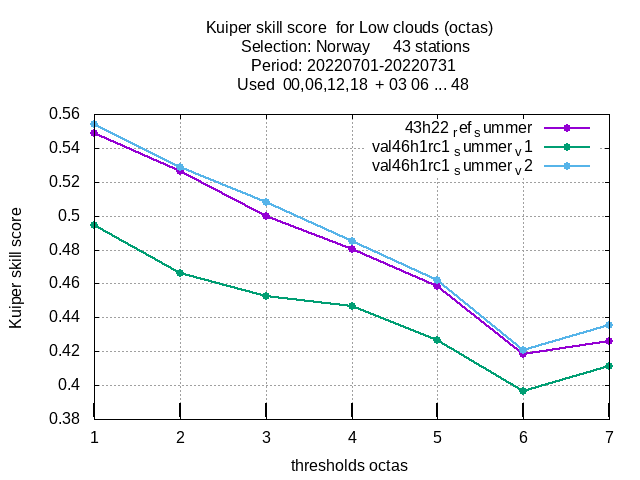 Kuiper skill score  for Low clouds (octas)
Selection: Norway     43 stations
Period: 20220701-20220731
Used  00,06,12,18  + 03 06 ... 48
43h22 ref summer
val46h1rc1 summer v1
val46h1rc1 summer v2
0.56
0.54
0.52
0.5
0.48
0.46
0.44
0.42
0.4
0.38
Kuiper skill score
1 2 3 4 5 6 7
thresholds octas